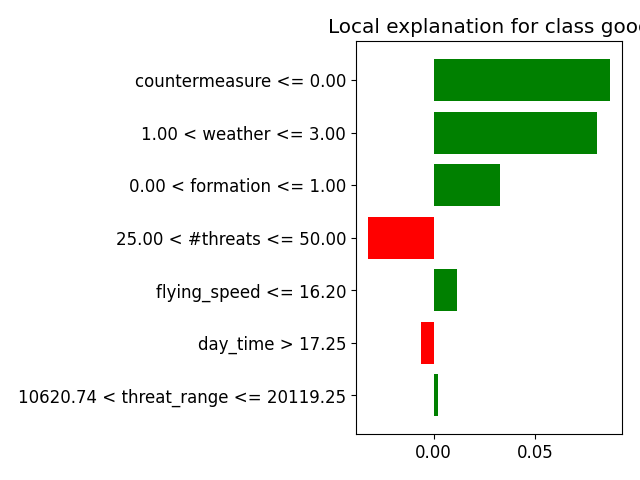 Local explanation for class goo
countermeasure <= 0.00
1.00 < weather <= 3.00
0.00 < formation <= 1.00
25.00 < #threats <= 50.00
flying_speed <= 16.20
day_time > 17.25
10620.74 < threat_range <= 20119.25
0.00 0.05